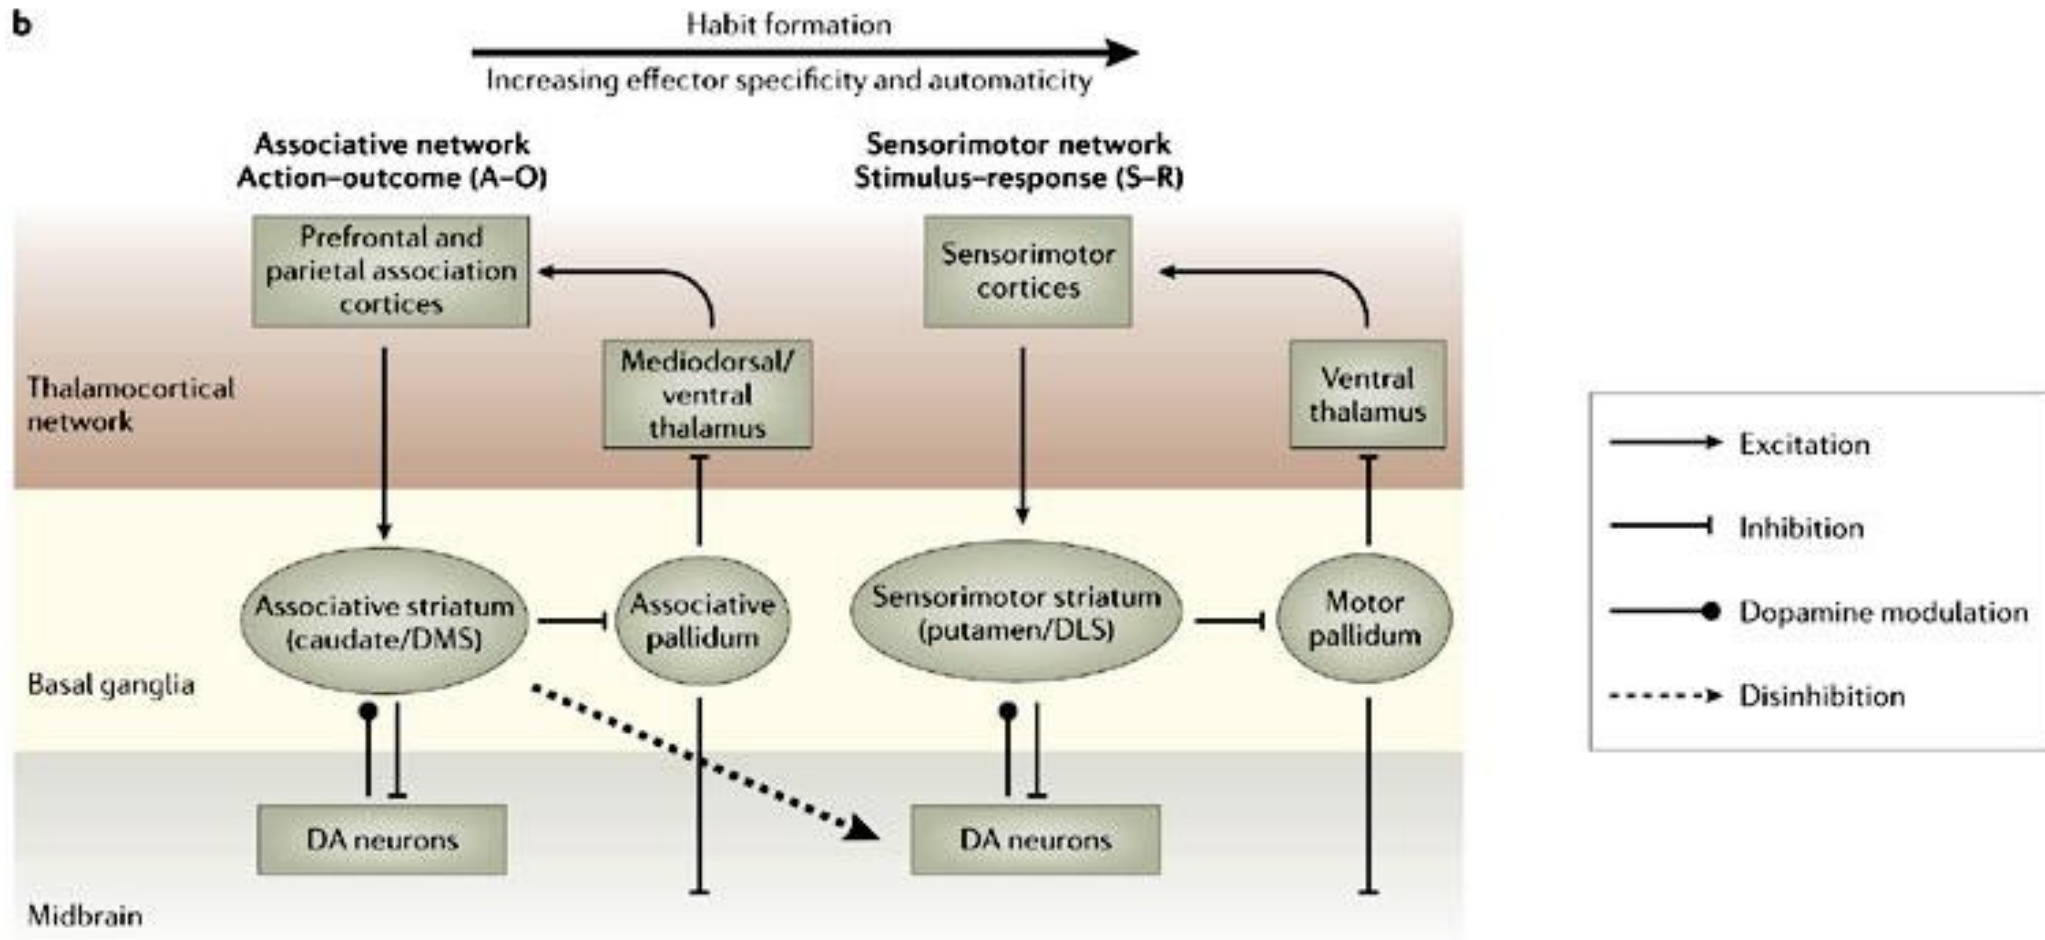 b
Habit formation
Increasing effector specificity and automaticity
Associative network
Action–outcome (A–O)
Sensorimotor network
Stimulus–response (S–R)
Prefrontal and
parietal association
cortices
Sensorimotor
cortices
Mediodorsal/
ventral
thalamus
Ventral
thalamus
Thalamocortical
network
Excitation
Inhibition
Dopamine modulation
Disinhibition
Associative striatum
(caudate/DMS)
Associative
pallidum
Sensorimotor striatum
(putamen/DLS)
Motor
pallidum
Basal ganglia
DA neurons
DA neurons
Midbrain